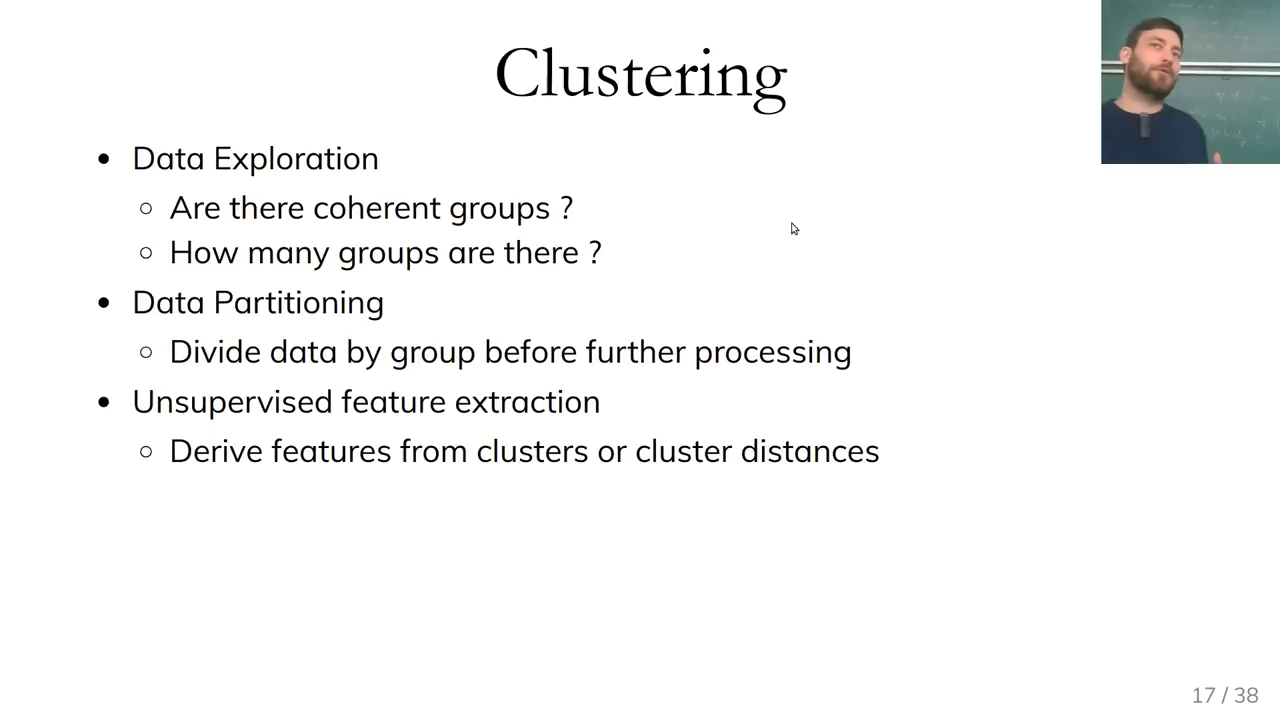 Clustering
• Data Exploration
○ Are there coherent groups ?
○ How many groups are there ?
• Data Partitioning
○ Divide data by group before further processing
• Unsupervised feature extraction
○ Derive features from clusters or cluster distances
17 / 38